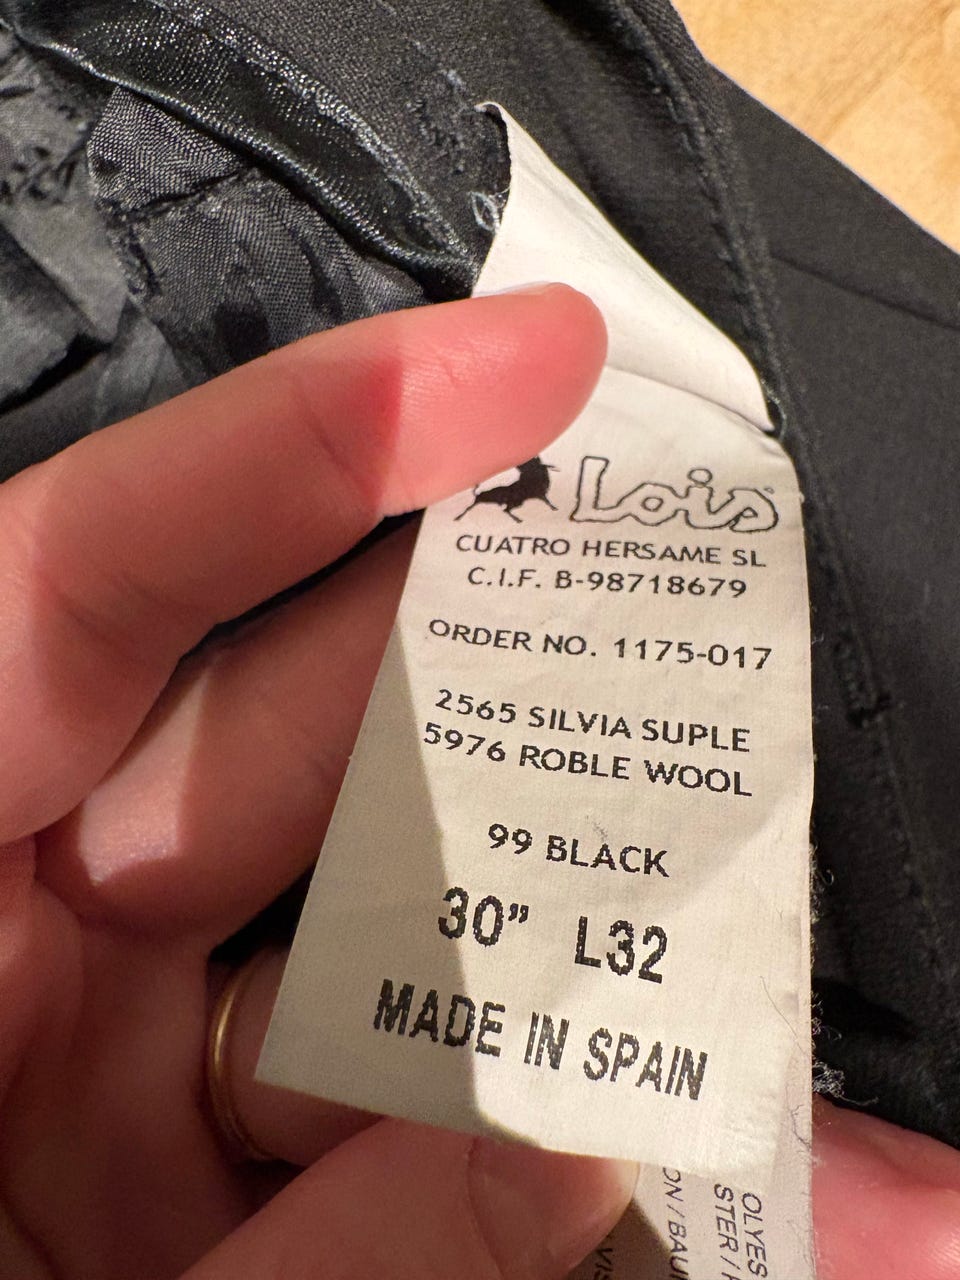 Lois
CUATRO HERSAME SL
C.I.F. B-98718679
ORDER NO. 1175-017
2565 SILVIA SUPLE
5976 ROBLE WOOL
99 BLACK
30” L32
MADE IN SPAIN